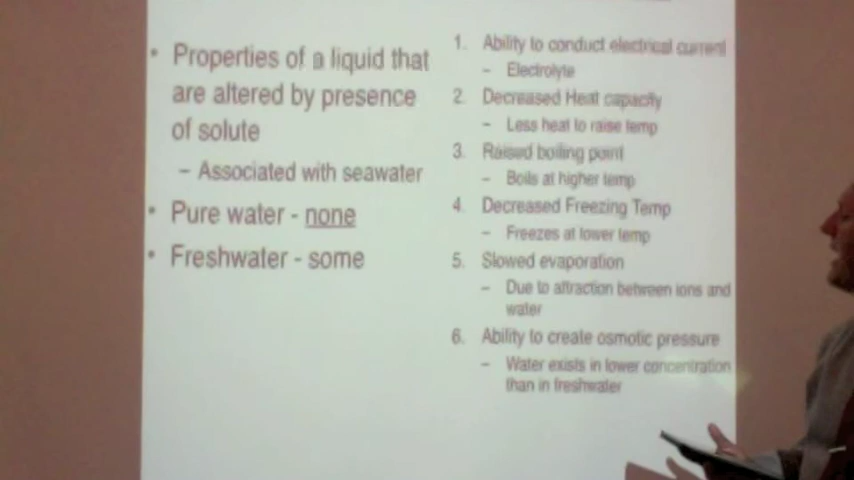 • Properties of a liquid that
are altered by presence
of solute
– Associated with seawater
• Pure water - none
• Freshwater - some
1. Ability to conduct electrical current
– Electrolyte
2. Decreased Heat capacity
– Less heat to raise temp
3. Raised boiling point
– Boils at higher temp
4. Decreased Freezing Temp
– Freezes at lower temp
5. Slowed evaporation
– Due to attraction between ions and
water
6. Ability to create osmotic pressure
– Water exists in lower concentration
than in freshwater